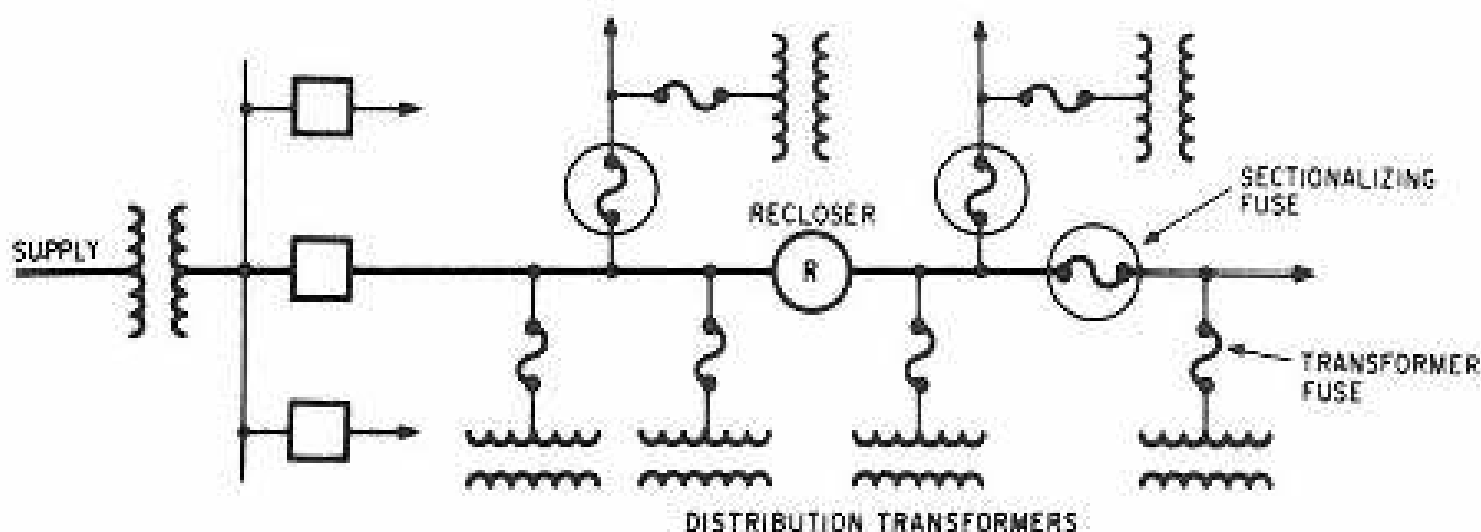 SUPPLY
RECLOSER
R
SECTIONALIZING
FUSE
TRANSFORMER
FUSE
DISTRIBUTION TRANSFORMERS